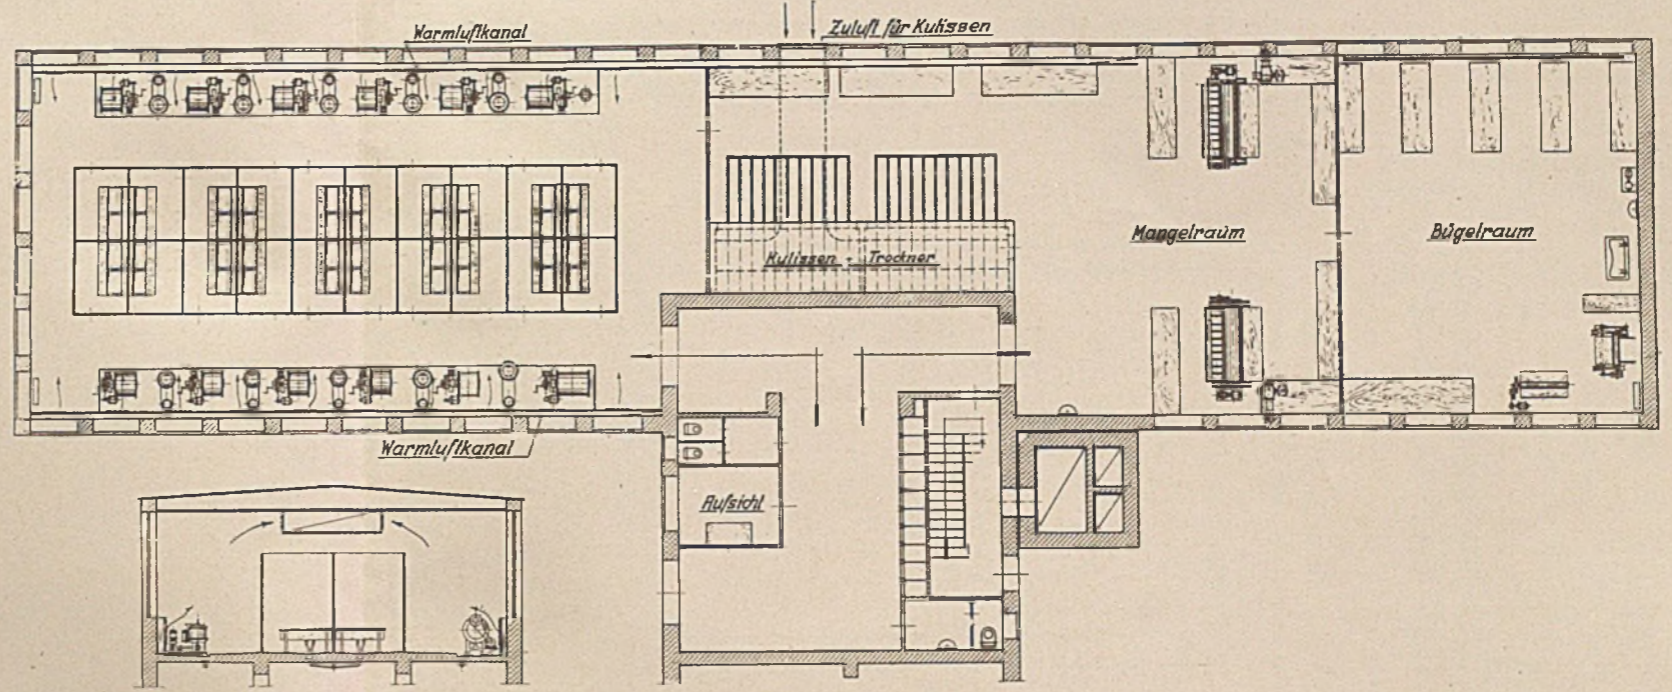 Warmluftkanal
Zuluft für Kulissen
Kulissen - Trockner
Mangelraum
Bügelraum
Warmluftkanal
Aufsicht